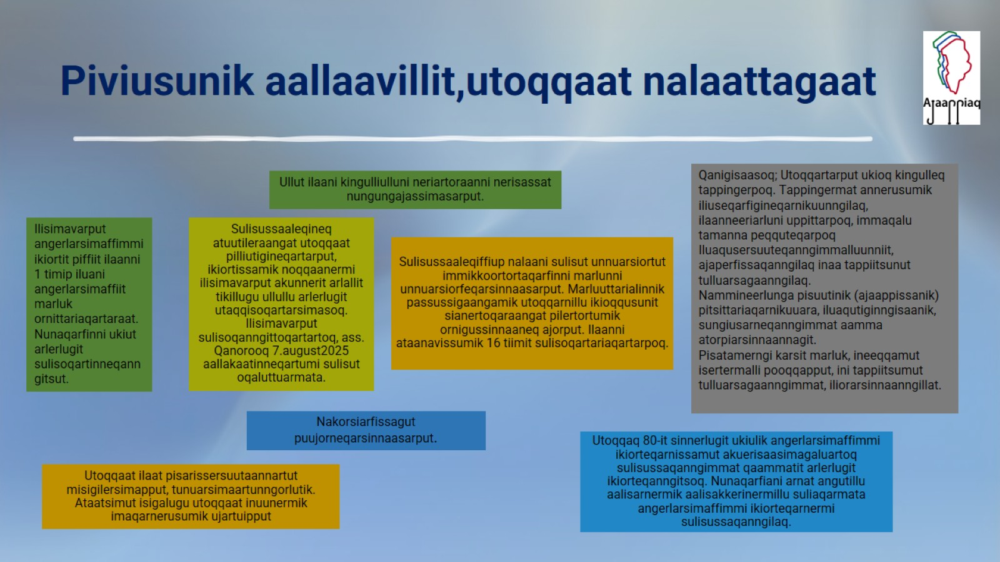 Piviusunik aallaavillit,utoqqaat nalaattagaat
Ajaappiaq
Ullut ilaani kingulliulluni neriartoraanni nerisassat
nungungajassimasarput.
Ilisimavarput
angerlarsimaffimmi
ikiortit piffiit ilaanni
1 timip iluani
angerlarsimaffiit
marluk
ornittariaqartaraat.
Nunaqarfinni ukiut
arlerlugit
sulisoqartinneqann
gitsut.
Sulisussaaleqineq
atuutileraangat utoqqaat
pilliutigineqartarput,
ikiortissamik noqqaanermi
ilisimavarput akunnerit arlallit
tikillugu ullullu arlerlugit
utaqqisoqartarsimasoq.
Ilisimavarput
sulisoqanngittoqartartoq, ass.
Qanorooq 7.august2025
aallakaatinneqartumi sulisut
oqaluttuarmata.
Sulisussaaleqiffiup nalaani sulisut unnuarsiortut
immikkoortortaqarfinni marlunni
unnuarsiorfeqarsinnaasarput. Marluuttarialinnik
passussigaangamik utoqqarnillu ikioqqusunit
sianertoqaraangat pilertortumik
ornigussinnaaneq ajorput. Ilaanni
ataanavissumik 16 tiimit sulisoqartariaqartarpoq.
Qanigisaasoq; Utoqqartarput ukioq kingulleq
tappingerpoq. Tappingermat annerusumik
iliuseqarfigineqarnikuunngilaq,
ilaanneeriarluni uppittarpoq, immaqalu
tamanna peqquteqarpoq
Iluaqusersuuteqanngimmalluunniit,
ajaperfissaqanngilaq inaa tappiitsunut
tulluarsagaanngilaq.
Nammineerlunga pisuutinik (ajaappissanik)
pitsittariaqarnikuuara, iluaqutiginngisaanik,
sungiusarneqanngimmat aamma
atorpiarsinnaannagit.
Pisatamerngi karsit marluk, ineeqqamut
isertermalli pooqqapput, ini tappiitsumut
tulluarsagaanngimmat, iliorarsinnaanngillat.
Nakorsiarfissagut
puujorneqarsinnaasarput.
Utoqqaat ilaat pisarissersuutaannartut
misigilersimapput, tunuarsimaartunngorlutik.
Ataatsimut isigalugu utoqqaat inuunermik
imaqarnerusumik ujartuipput
Utoqqaq 80-it sinnerlugit ukiulik angerlarsimaffimmi
ikiorteqarnissamut akuerisaasimagaluartoq
sulisussaqanngimmat qaammatit arlerlugit
ikiorteqanngitsoq. Nunaqarfiani arnat angutillu
aalisarnermik aalisakkerinermillu suliaqarmata
angerlarsimaffimmi ikiorteqarnermi
sulisussaqanngilaq.